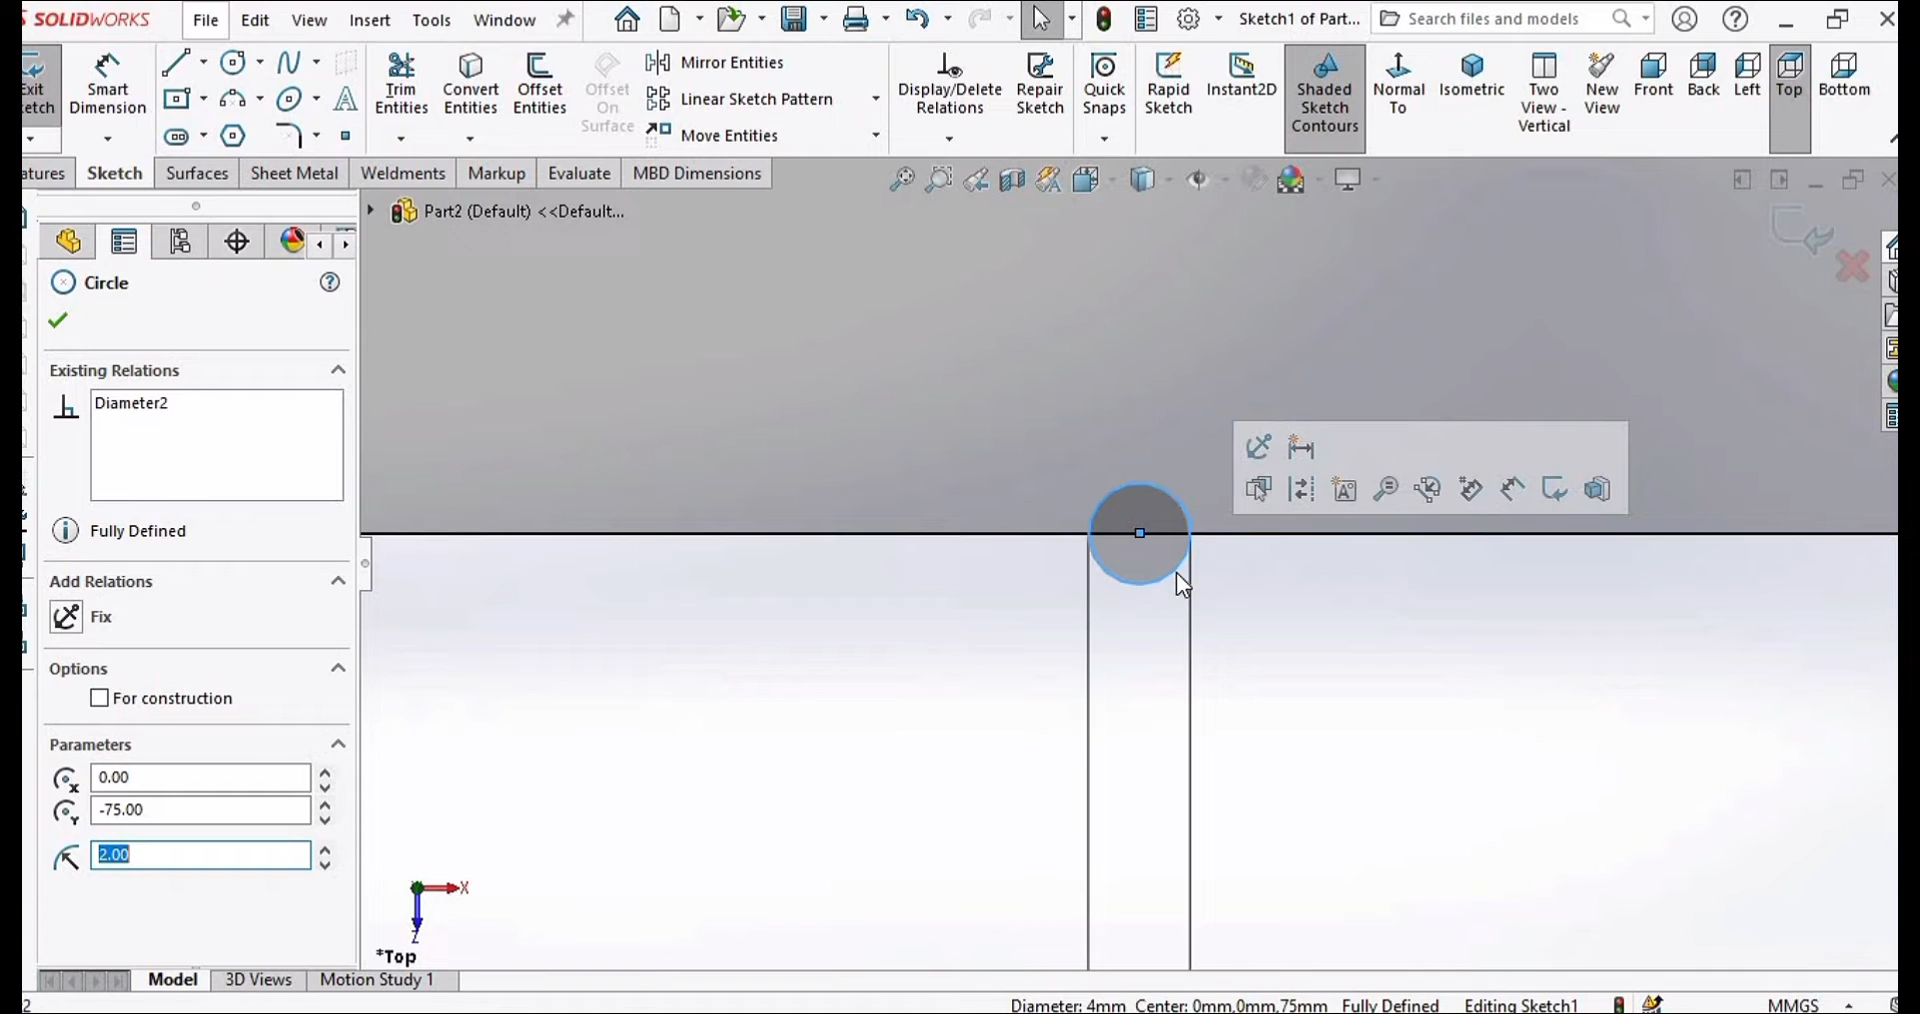 SOLIDWORKS File Edit View Insert Tools Window Sketch1 of Part... Search files and models
Exit Sketch
Smart Dimension
Trim Entities
Convert Entities
Offset Entities
Offset On Surface
Mirror Entities
Linear Sketch Pattern
Move Entities
Display/Delete Relations
Repair Sketch
Quick Snaps
Rapid Sketch
Instant2D
Shaded Sketch Contours
Normal To
Isometric
Two View - Vertical
New View
Front
Back
Left
Top
Bottom
atures Sketch Surfaces Sheet Metal Weldments Markup Evaluate MBD Dimensions
Part2 (Default) <<Default...
Circle
Existing Relations
Diameter2
Fully Defined
Add Relations
Fix
Options
For construction
Parameters
0.00
-75.00
2.00
X
Z
*Top
Model 3D Views Motion Study 1
2 Diameter: 4mm Center: 0mm,0mm,75mm Fully Defined Editing Sketch1 MMGS